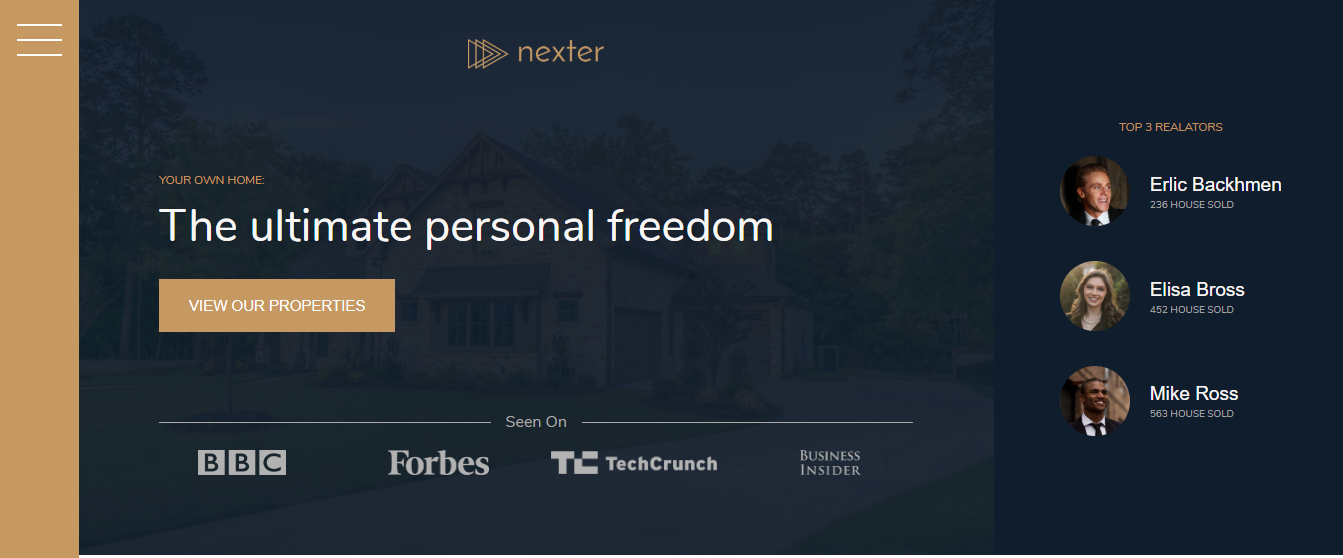 nexter
YOUR OWN HOME:
The ultimate personal freedom
VIEW OUR PROPERTIES
Seen On
BBC
Forbes
TC TechCrunch
BUSINESS
INSIDER
TOP 3 REALATORS
Erlic Backhmen
236 HOUSE SOLD
Elisa Bross
452 HOUSE SOLD
Mike Ross
563 HOUSE SOLD